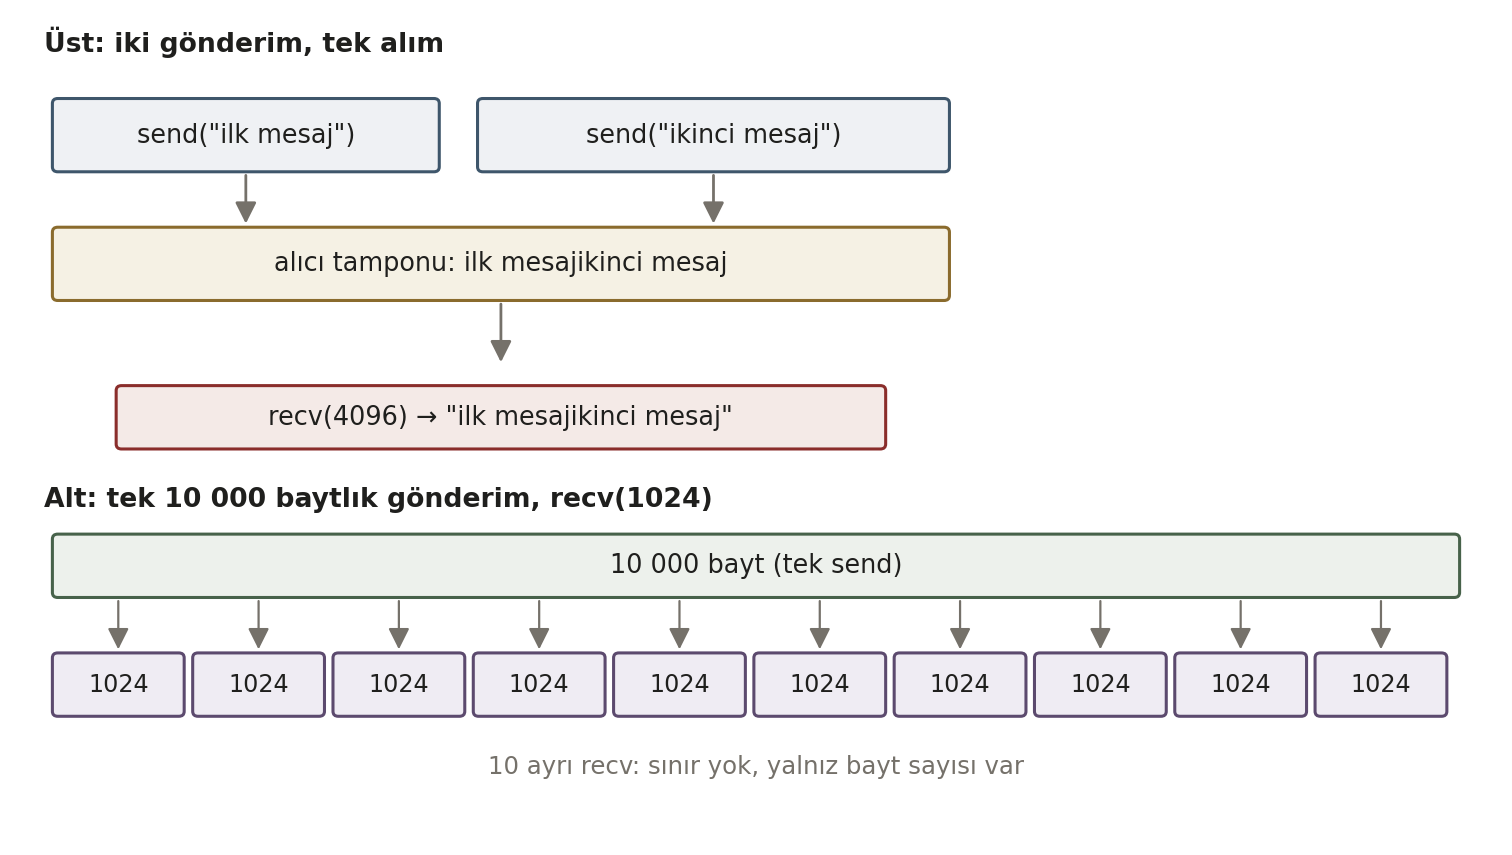 Üst: iki gönderim, tek alım
send("ilk mesaj")
send("ikinci mesaj")
alıcı tamponu: ilk mesajikinci mesaj
recv(4096) → "ilk mesajikinci mesaj"
Alt: tek 10 000 baytlık gönderim, recv(1024)
10 000 bayt (tek send)
1024 1024 1024 1024 1024 1024 1024 1024 1024 1024
10 ayrı recv: sınır yok, yalnız bayt sayısı var